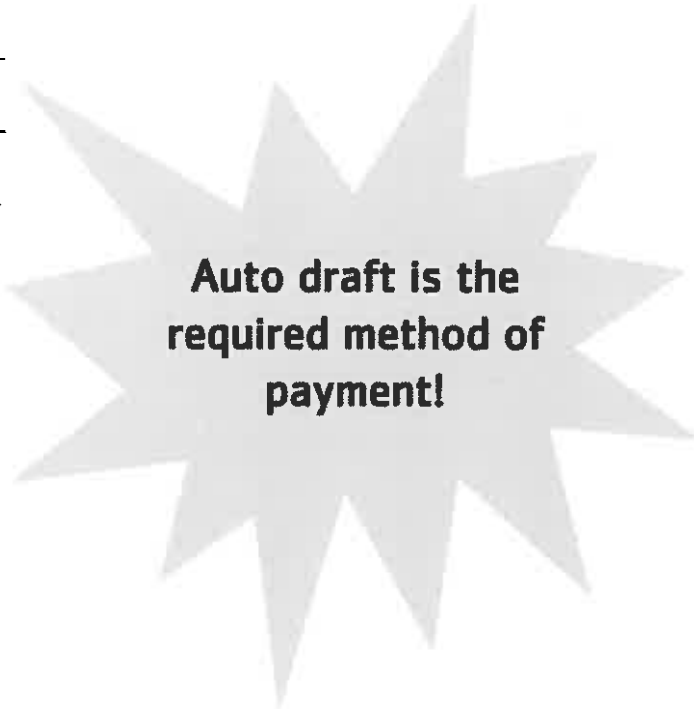 Auto draft is the
required method of
payment!